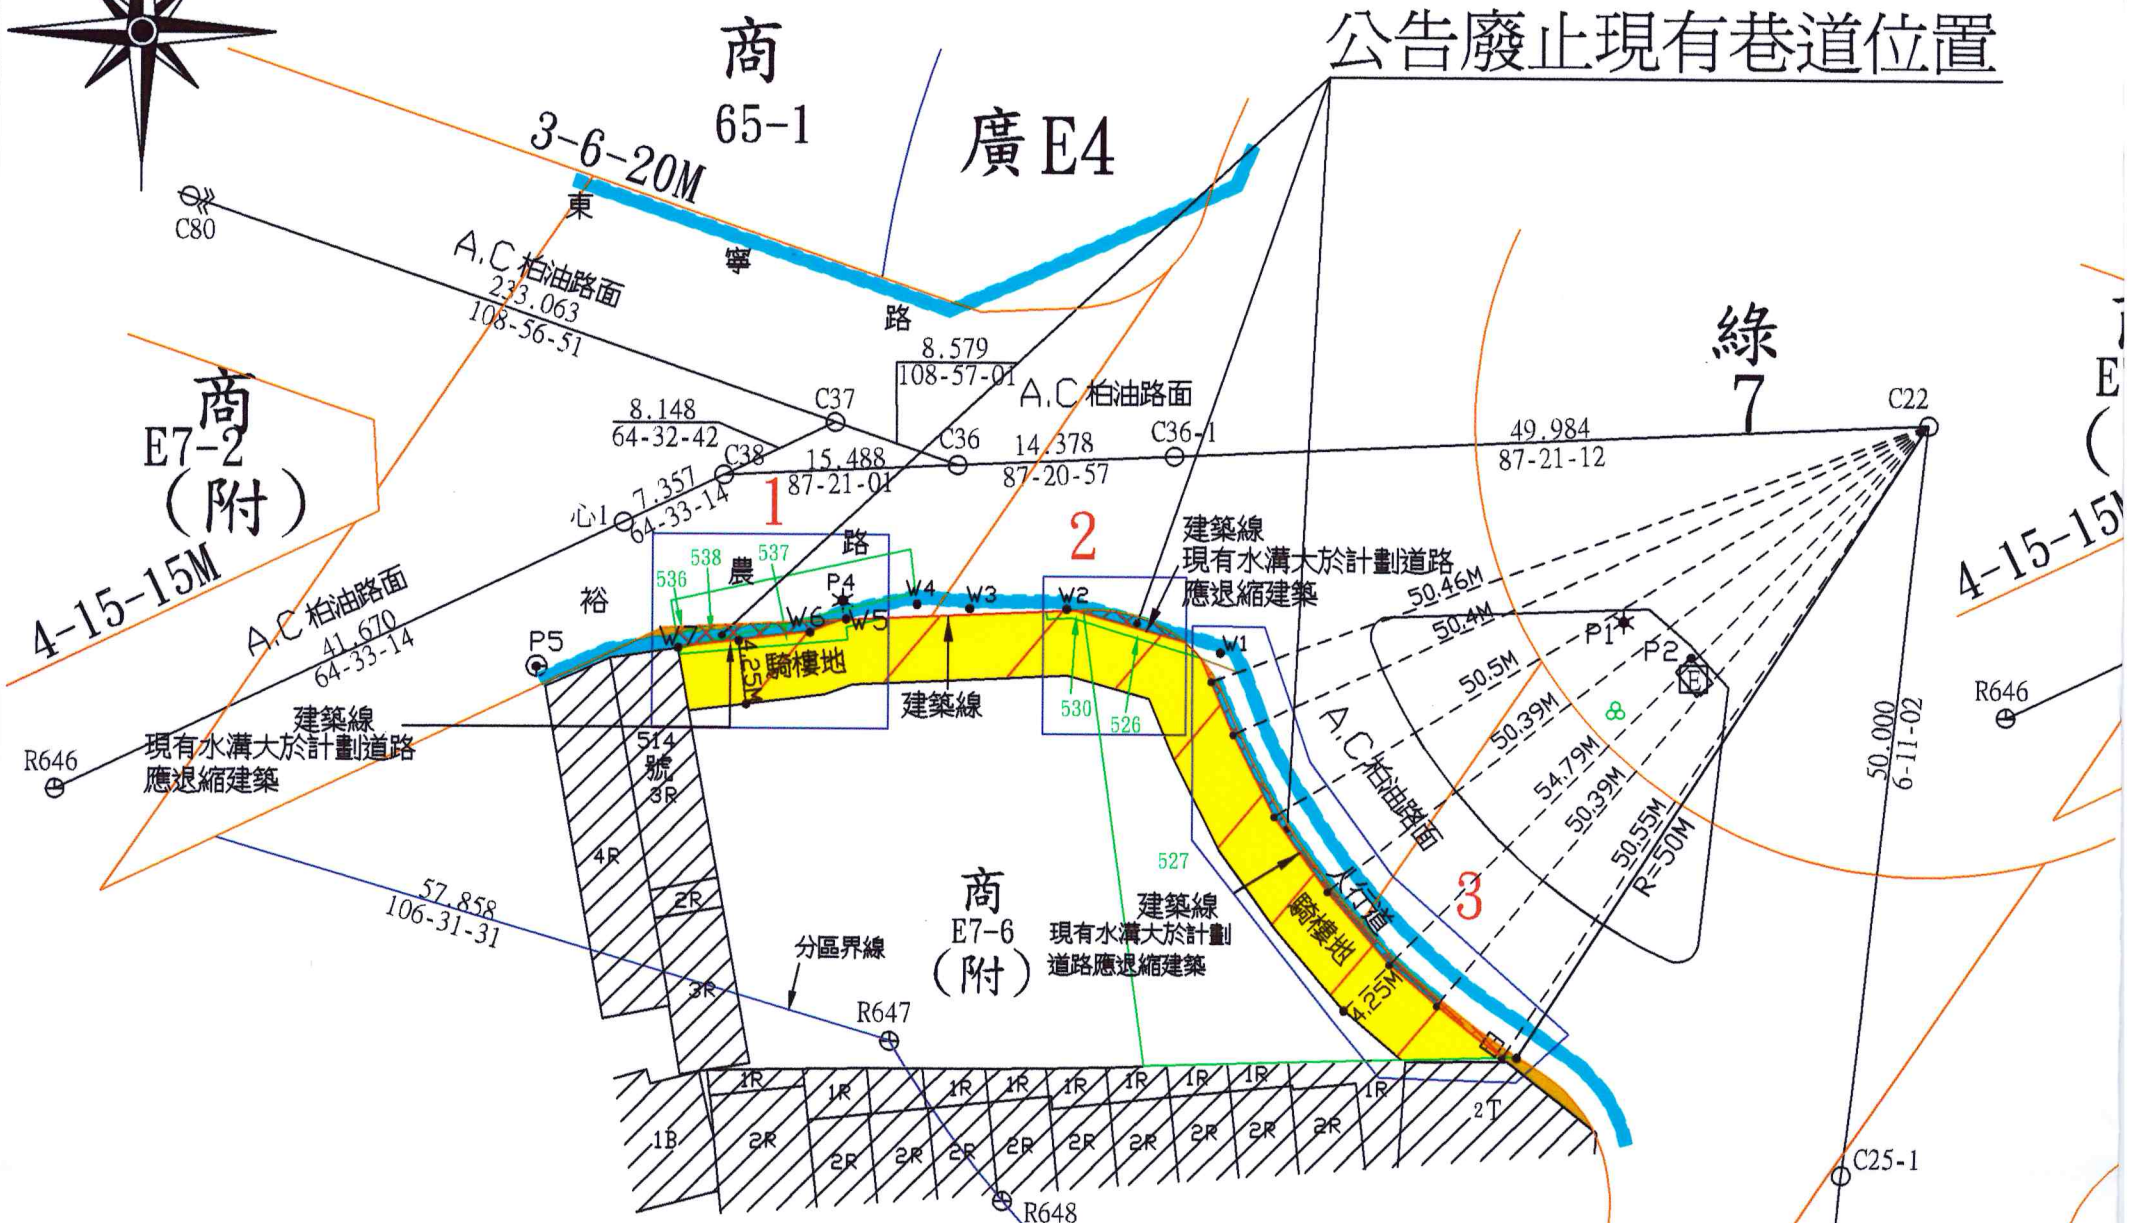 公告廢止現有巷道位置
商
65-1
廣E4
3-6-20M
東
寧
路
C80
A.C柏油路面
233.063
108-56-51
商
E7-2
(附)
8.579
108-57-01
A.C柏油路面
8.148
64-32-42
C37
C38
C36
C36-1
15.488
87-21-01
14.378
87-20-57
49.984
87-21-12
綠
7
C22
E
(
4-15-15M
4-15-15M
心1
7.357
64-33-14
1
2
3
裕
農
路
536
538
537
P4
W4
W3
W2
W1
W5
W6
W7
P5
A.C柏油路面
41.670
64-33-14
R646
建築線
現有水溝大於計劃道路
應退縮建築
建築線
現有水溝大於計劃道路
應退縮建築
騎樓地
4.25M
建築線
530
526
527
50.46M
50.4M
50.5M
50.39M
54.79M
50.39M
50.55M
R=50M
P1
P2
E
A.C柏油路面
50.000
6-11-02
R646
514
號
3R
4R
2R
3R
57.858
106-31-31
分區界線
R647
商
E7-6
(附)
建築線
現有水溝大於計劃
道路應退縮建築
人行道
騎樓地
4.25M
1R
1R
1R
1R
1R
1R
1R
1R
1R
2T
1B
2R
2R
2R
2R
2R
2R
2R
2R
2R
2R
R648
C25-1